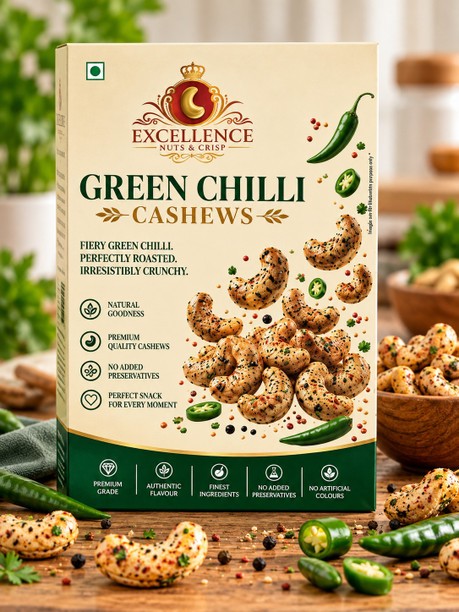 EXCELLENCE
NUTS & CRISP
GREEN CHILLI
CASHEWS
FIERY GREEN CHILLI.
PERFECTLY ROASTED.
IRRESISTIBLY CRUNCHY.
NATURAL
GOODNESS
PREMIUM
QUALITY CASHEWS
NO ADDED
PRESERVATIVES
PERFECT SNACK
FOR EVERY MOMENT
PREMIUM
GRADE
AUTHENTIC
FLAVOUR
FINEST
INGREDIENTS
NO ADDED
PRESERVATIVES
NO ARTIFICIAL
COLOURS